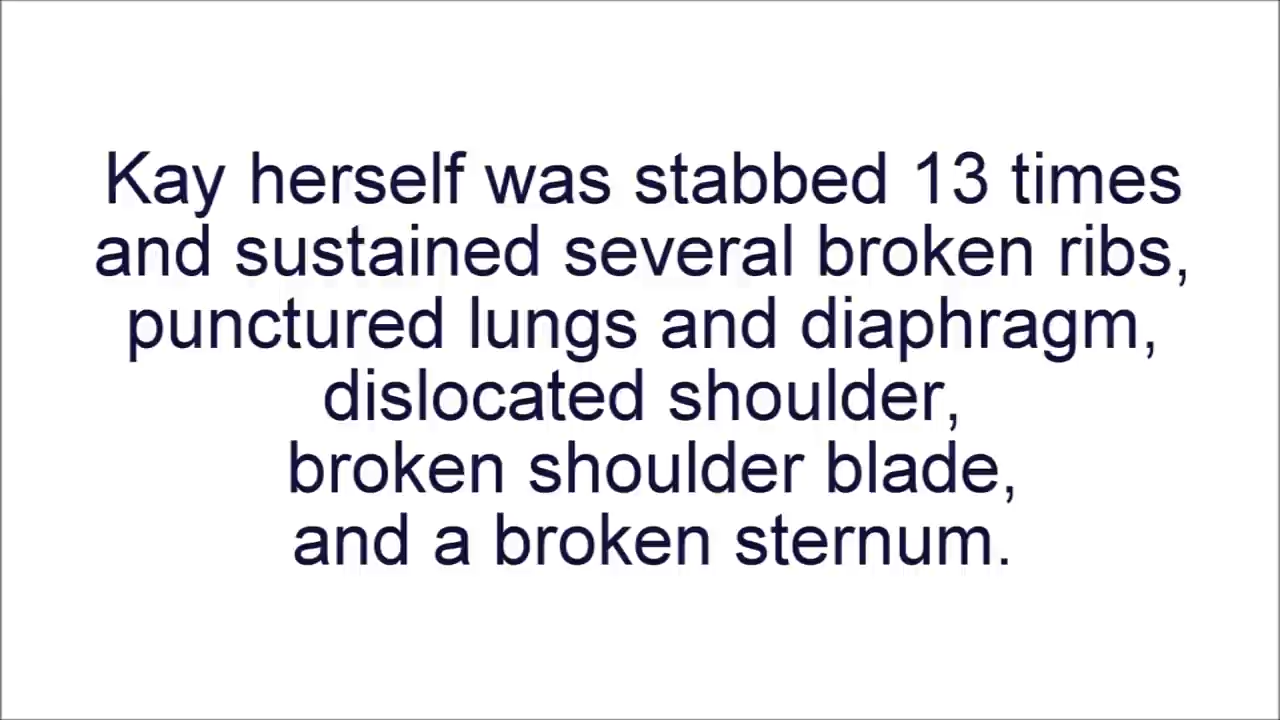 Kay herself was stabbed 13 times
and sustained several broken ribs,
punctured lungs and diaphragm,
dislocated shoulder,
broken shoulder blade,
and a broken sternum.